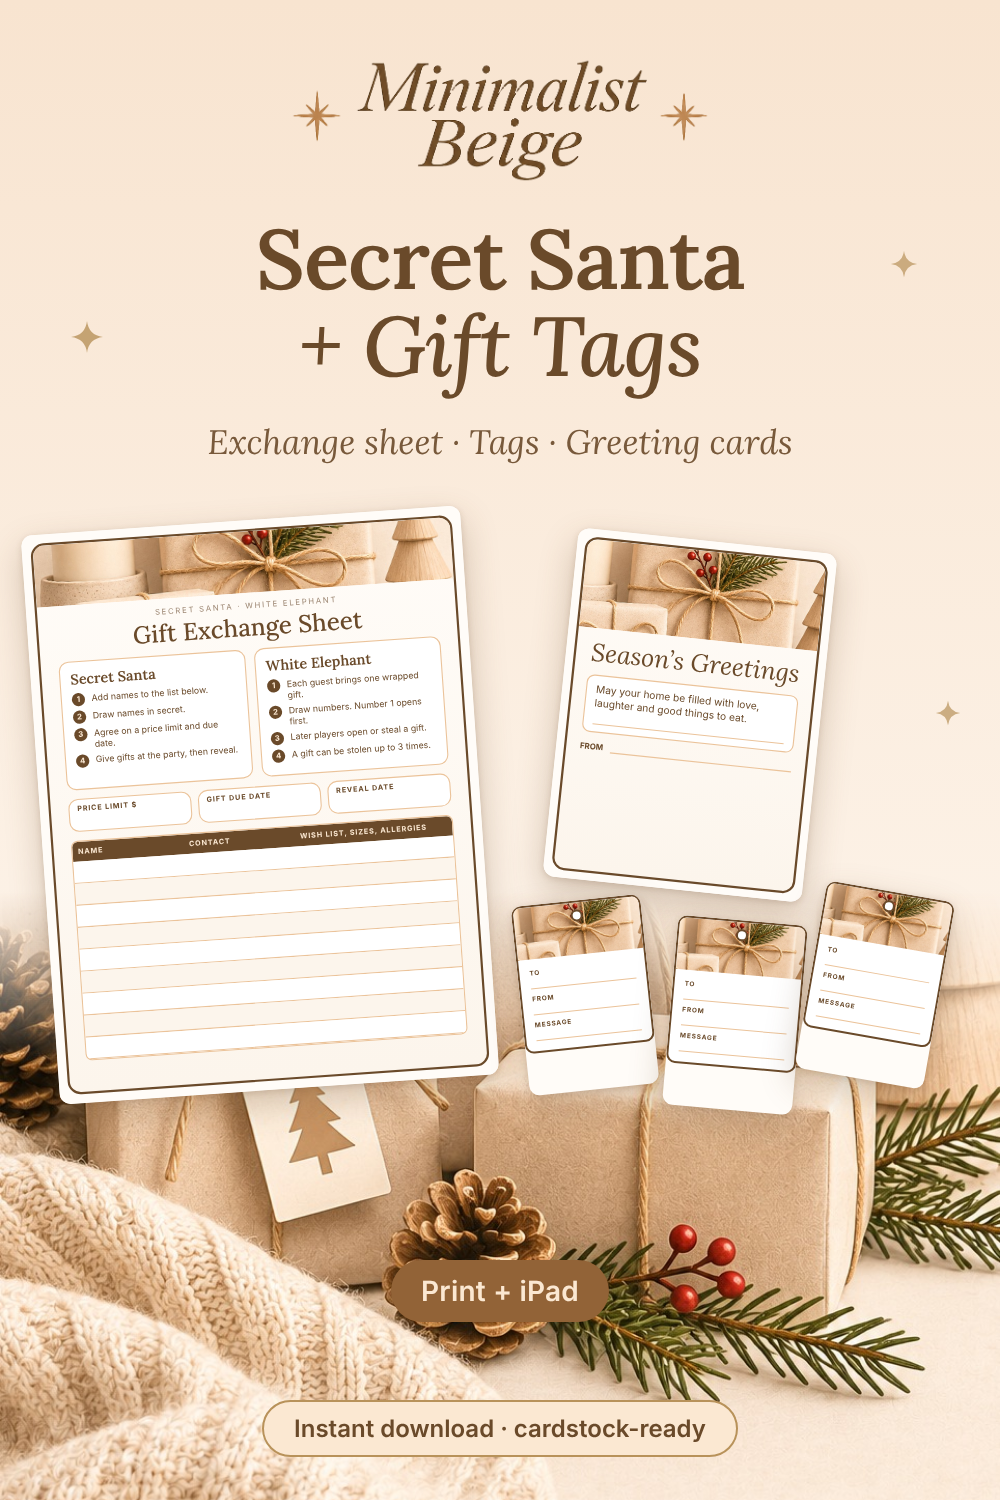 Minimalist
Beige
Secret Santa
+ Gift Tags
Exchange sheet · Tags · Greeting cards
SECRET SANTA · WHITE ELEPHANT
Gift Exchange Sheet
Secret Santa
1 Add names to the list below.
2 Draw names in secret.
3 Agree on a price limit and due
date.
4 Give gifts at the party, then reveal.
White Elephant
1 Each guest brings one wrapped
gift.
2 Draw numbers. Number 1 opens
first.
3 Later players open or steal a gift.
4 A gift can be stolen up to 3 times.
PRICE LIMIT $
GIFT DUE DATE
REVEAL DATE
NAME CONTACT WISH LIST, SIZES, ALLERGIES
Season's Greetings
May your home be filled with love,
laughter and good things to eat.
FROM
TO
FROM
MESSAGE
TO
FROM
MESSAGE
TO
FROM
MESSAGE
Print + iPad
Instant download · cardstock-ready